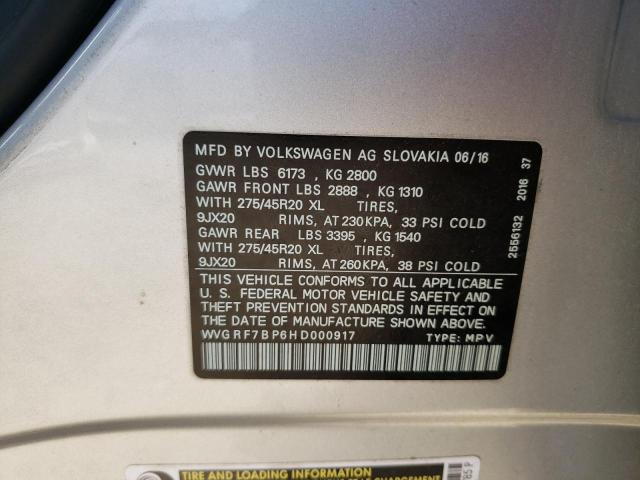 MFD BY VOLKSWAGEN AG SLOVAKIA 06/16
GVWR LBS 6173 , KG 2800
GAWR FRONT LBS 2888 , KG 1310
WITH 275/45R20 XL TIRES,
9JX20 RIMS, AT 230KPA, 33 PSI COLD
GAWR REAR LBS 3395 , KG 1540
WITH 275/45R20 XL TIRES,
9JX20 RIMS, AT 260KPA, 38 PSI COLD
THIS VEHICLE CONFORMS TO ALL APPLICABLE
U. S. FEDERAL MOTOR VEHICLE SAFETY AND
THEFT PREVENTION STANDARDS IN EFFECT ON
THE DATE OF MANUFACTURE SHOWN ABOVE.
WVGRF7BP6HD000917 TYPE: MPV
2556132 2016 37
TIRE AND LOADING INFORMATION
785 P